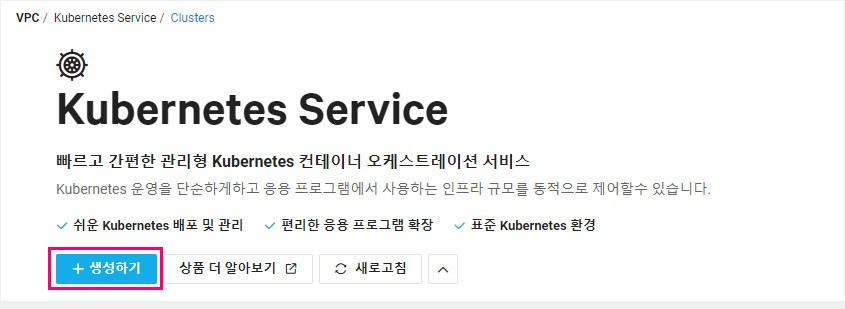 VPC / Kubernetes Service / Clusters
Kubernetes Service
빠르고 간편한 관리형 Kubernetes 컨테이너 오케스트레이션 서비스
Kubernetes 운영을 단순하게하고 응용 프로그램에서 사용하는 인프라 규모를 동적으로 제어할수 있습니다.
쉬운 Kubernetes 배포 및 관리 편리한 응용 프로그램 확장 표준 Kubernetes 환경
+ 생성하기 상품 더 알아보기 새로고침